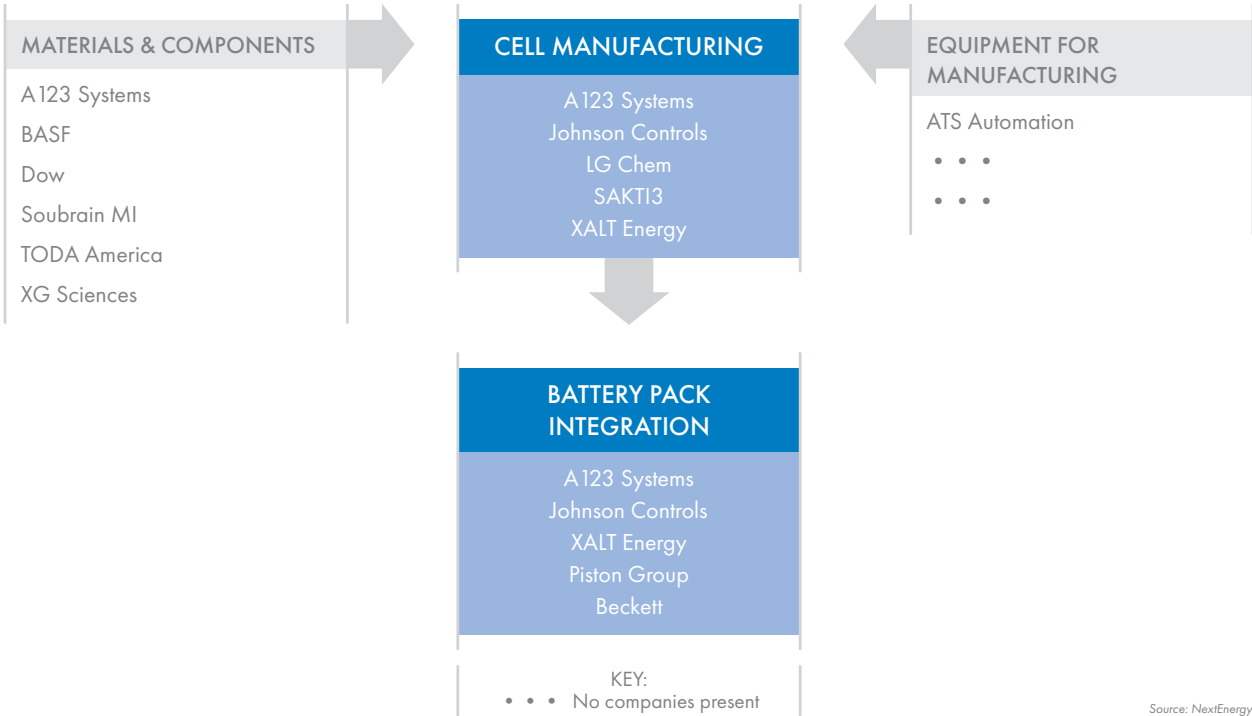 MATERIALS & COMPONENTS
A123 Systems
BASF
Dow
Soubrain MI
TODA America
XG Sciences
CELL MANUFACTURING
A123 Systems
Johnson Controls
LG Chem
SAKTI3
XALT Energy
EQUIPMENT FOR
MANUFACTURING
ATS Automation
• • •
• • •
BATTERY PACK
INTEGRATION
A123 Systems
Johnson Controls
XALT Energy
Piston Group
Beckett
KEY:
• • • No companies present
Source: NextEnergy